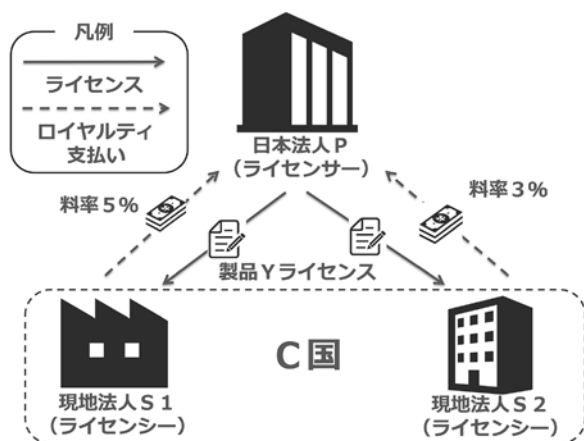 凡例
ライセンス
ロイヤルティ
支払い
日本法人P
（ライセンサー）
料率5%
料率3%
製品Yライセンス
C国
現地法人S1
（ライセンシー）
現地法人S2
（ライセンシー）